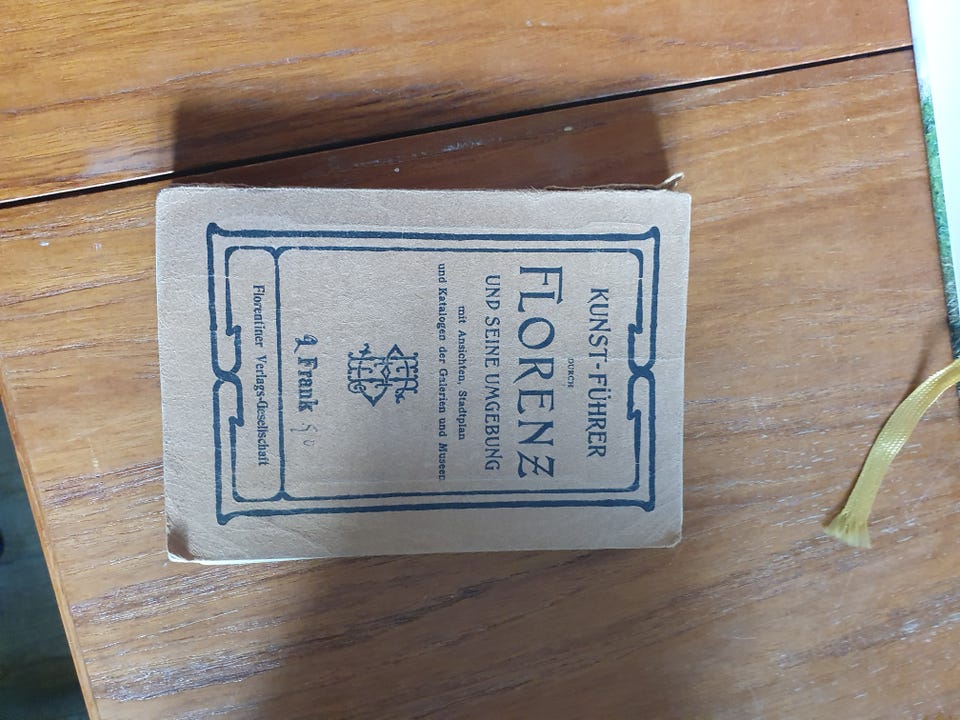 KUNST-FÜHRER
DURCH
FLORENZ
UND SEINE UMGEBUNG
mit Ansichten, Stadtplan
und Katalogen der Galerien und Museen
Frank
Florentiner Verlags-Gesellschaft